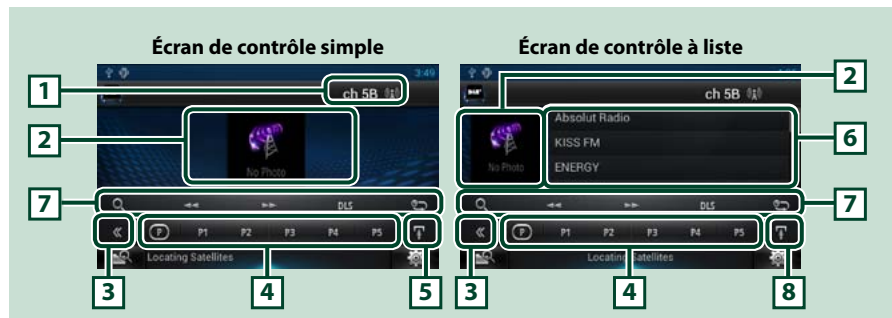 Écran de contrôle simple
Écran de contrôle à liste
3:49
1
ch 5B
2
No Photo
7
DLS
P P1 P2 P3 P4 P5
Locating Satellites
3
4
5
ch 5B
2
No Photo
Absolut Radio
KISS FM
ENERGY
6
DLS
7
P P1 P2 P3 P4 P5
Locating Satellites
3
4
8